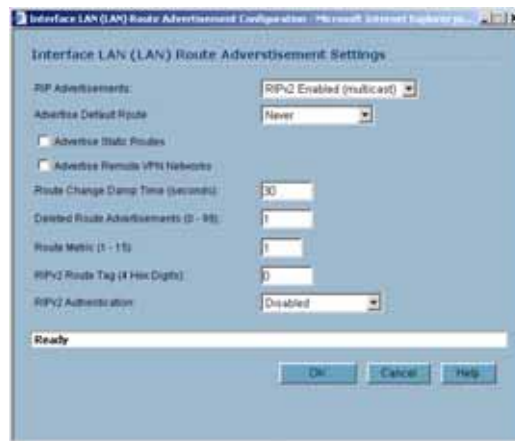 Interface LAN (LAN) Route Advertisement Configuration - Microsoft Internet Explorer
Interface LAN (LAN) Route Adverstisement Settings
RIP Advertisements: RIPv2 Enabled (multicast)
Advertise Default Route Never
Advertise Static Routes
Advertise Remote VPN Networks
Route Change Damp Time (seconds): 30
Deleted Route Advertisements (0 - 99): 1
Route Metric (1 - 15): 1
RIPv2 Route Tag (4 Hex Digits): 0
RIPv2 Authentication: Disabled
Ready
OK Cancel Help